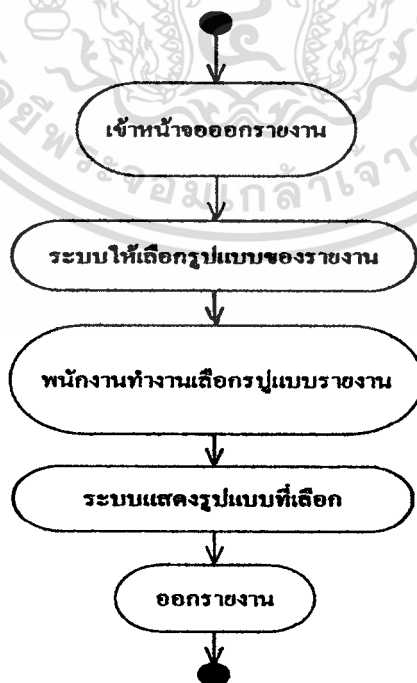 เข้าหน้าจอออกรายงาน
ระบบให้เลือกรูปแบบของรายงาน
พนักงานทำงานเลือกรปูแบบรายงาน
ระบบแสดงรูปแบบที่เลือก
ออกรายงาน